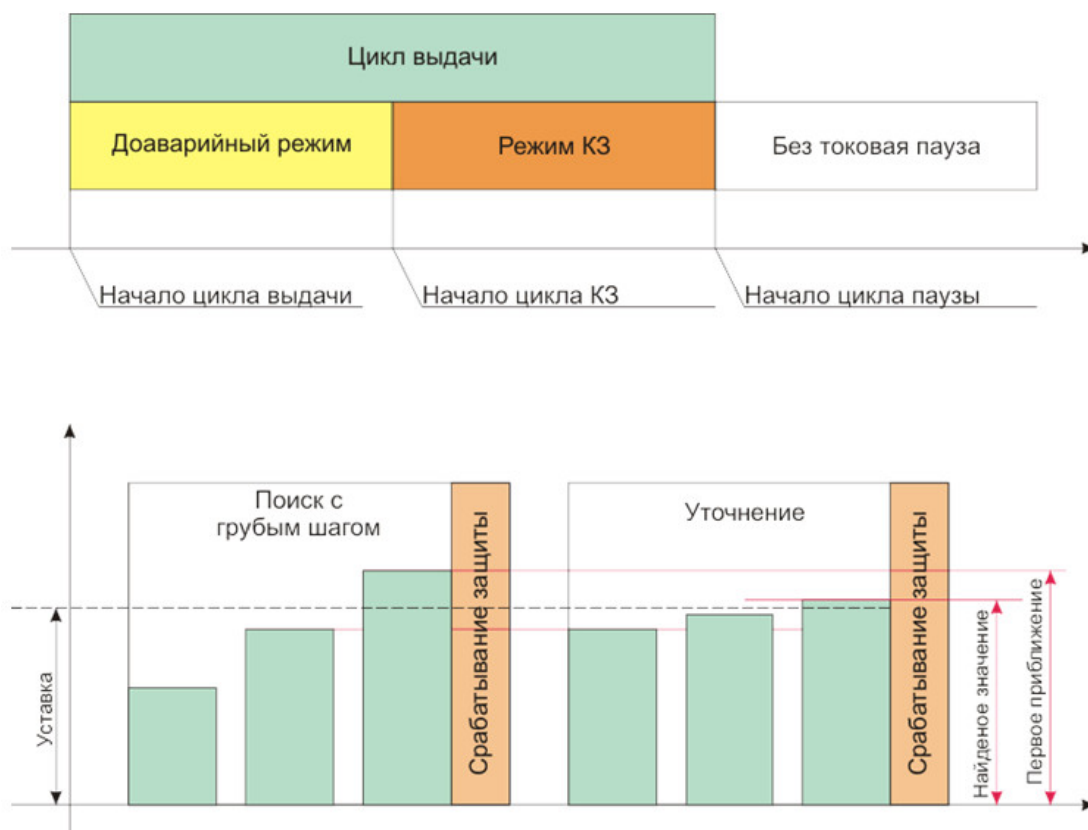 Цикл выдачи
Доаварийный режим
Режим КЗ
Без токовая пауза
Начало цикла выдачи
Начало цикла КЗ
Начало цикла паузы
Поиск с
грубым шагом
Срабатывание защиты
Уточнение
Срабатывание защиты
Уставка
Найденое значение
Первое приближение